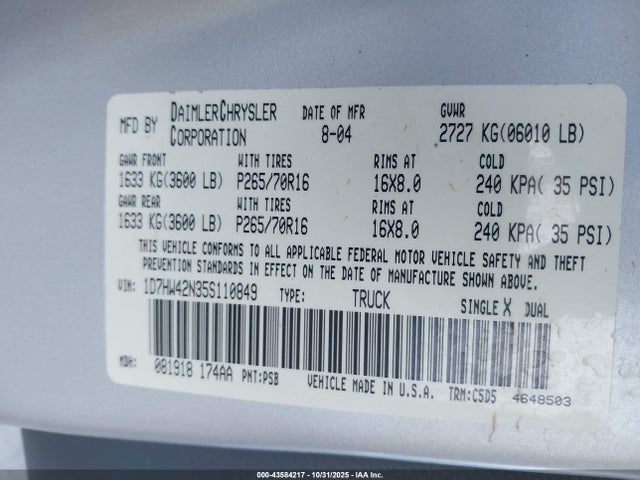 MFD BY DAIMLERCHRYSLER CORPORATION DATE OF MFR 8-04 GVWR 2727 KG(06010 LB)
GAWR FRONT WITH TIRES RIMS AT COLD
1633 KG(3600 LB) P265/70R16 16X8.0 240 KPA( 35 PSI)
GAWR REAR WITH TIRES RIMS AT COLD
1633 KG(3600 LB) P265/70R16 16X8.0 240 KPA( 35 PSI)
THIS VEHICLE CONFORMS TO ALL APPLICABLE FEDERAL MOTOR VEHICLE SAFETY AND THEFT
PREVENTION STANDARDS IN EFFECT ON THE DATE OF MANUFACTURE SHOWN ABOVE.
VIN: 1D7HW42N35S110849 TYPE: TRUCK SINGLE X DUAL
MDH: 081918 174AA PNT:PSB VEHICLE MADE IN U.S.A. TRM:C5D5 4648503
000-43584217 - 10/31/2025 - IAA Inc.